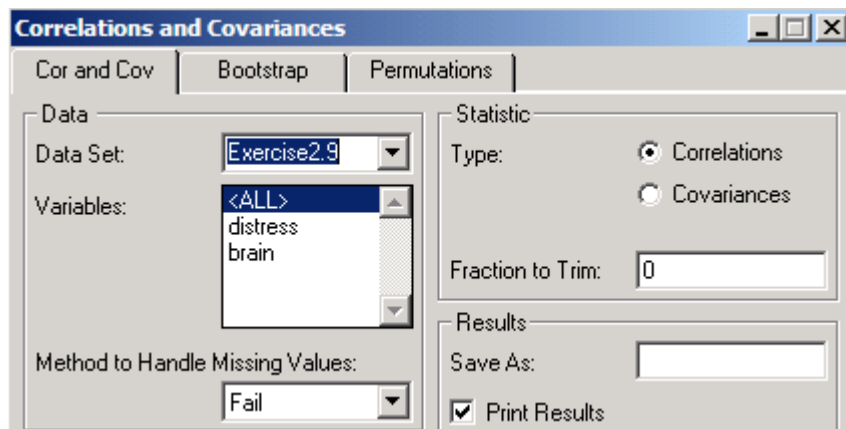 Correlations and Covariances
Cor and Cov
Bootstrap
Permutations
Data
Data Set:
Exercise2.9
Variables:
<ALL>
distress
brain
Method to Handle Missing Values:
Fail
Statistic
Type:
Correlations
Covariances
Fraction to Trim:
0
Results
Save As:
Print Results